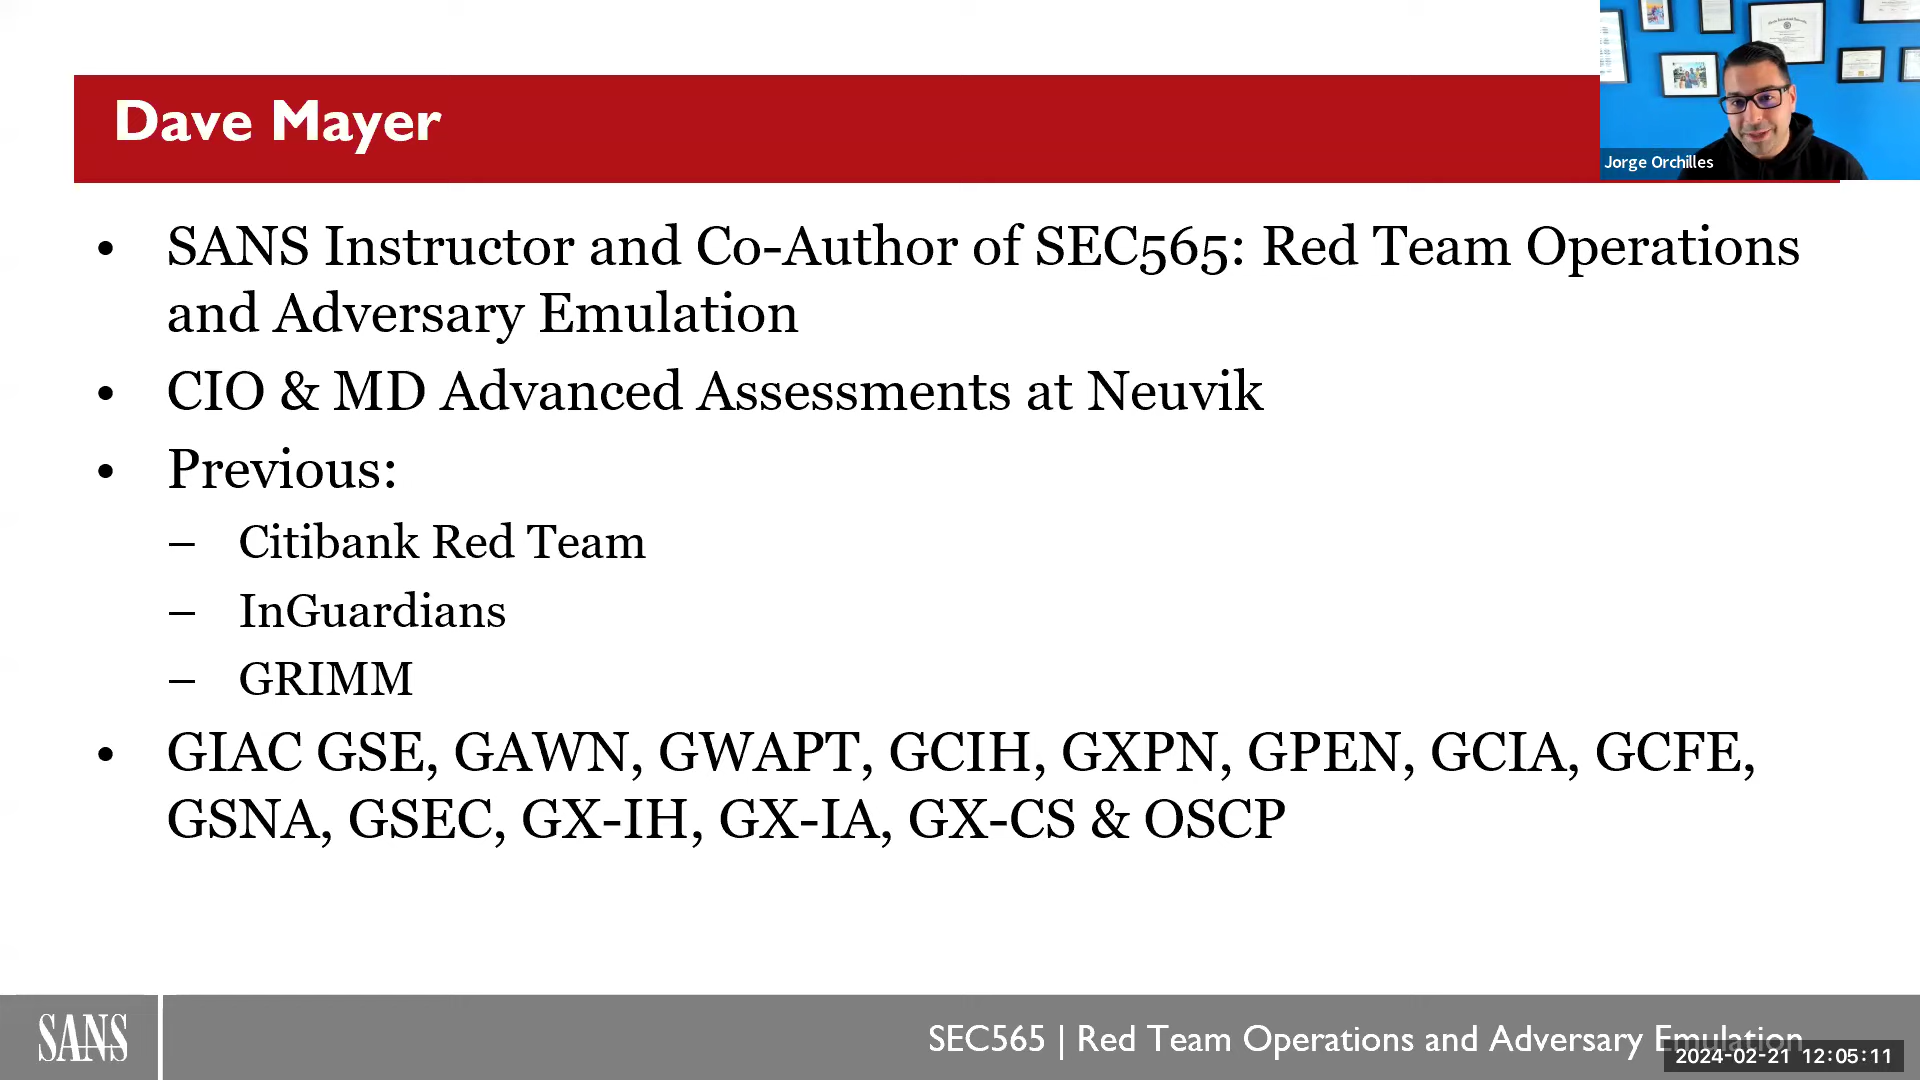 Dave Mayer
Jorge Orchilles
• SANS Instructor and Co-Author of SEC565: Red Team Operations
and Adversary Emulation
• CIO & MD Advanced Assessments at Neuvik
• Previous:
– Citibank Red Team
– InGuardians
– GRIMM
• GIAC GSE, GAWN, GWAPT, GCIH, GXPN, GPEN, GCIA, GCFE,
GSNA, GSEC, GX-IH, GX-IA, GX-CS & OSCP
SANS
SEC565 | Red Team Operations and Adversary Emulation
2024-02-21 12:05:11